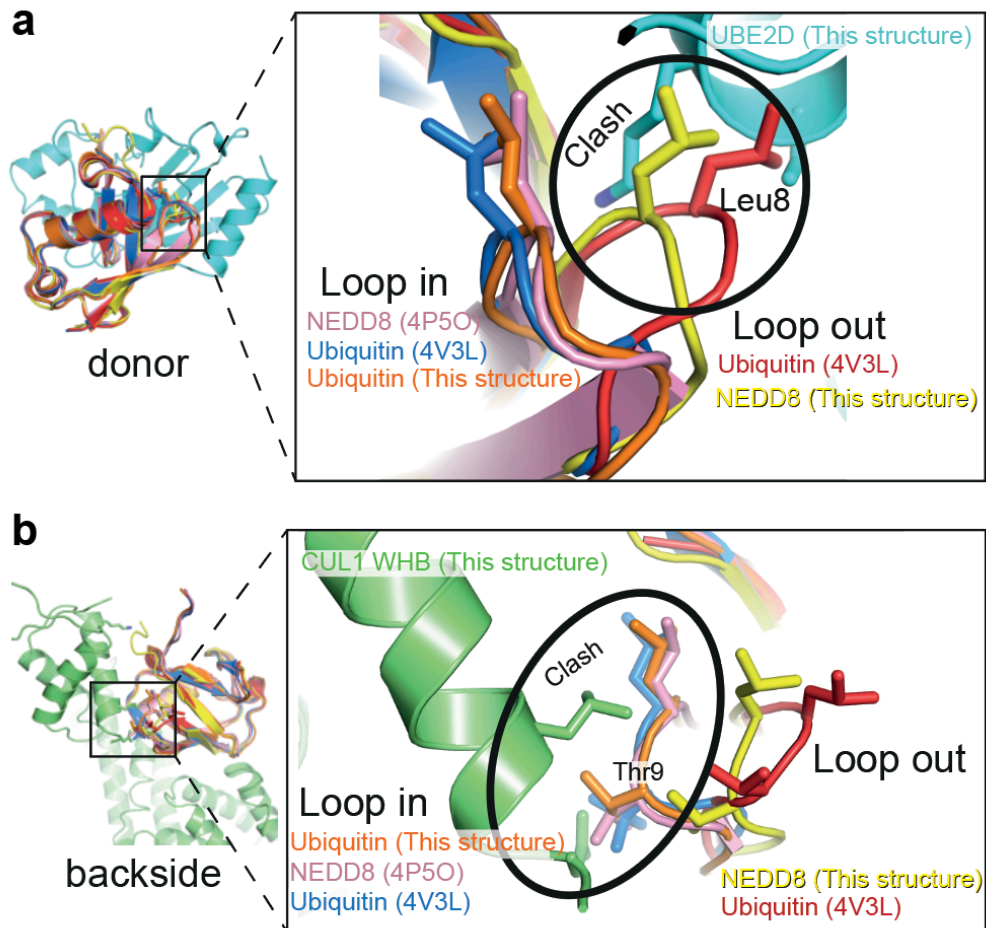 a
UBE2D (This structure)
Clash
Leu8
Loop in
NEDD8 (4P5O)
Ubiquitin (4V3L)
Ubiquitin (This structure)
Loop out
Ubiquitin (4V3L)
NEDD8 (This structure)
donor
b
CUL1 WHB (This structure)
Clash
Thr9
Loop out
Loop in
Ubiquitin (This structure)
NEDD8 (4P5O)
Ubiquitin (4V3L)
NEDD8 (This structure)
Ubiquitin (4V3L)
backside